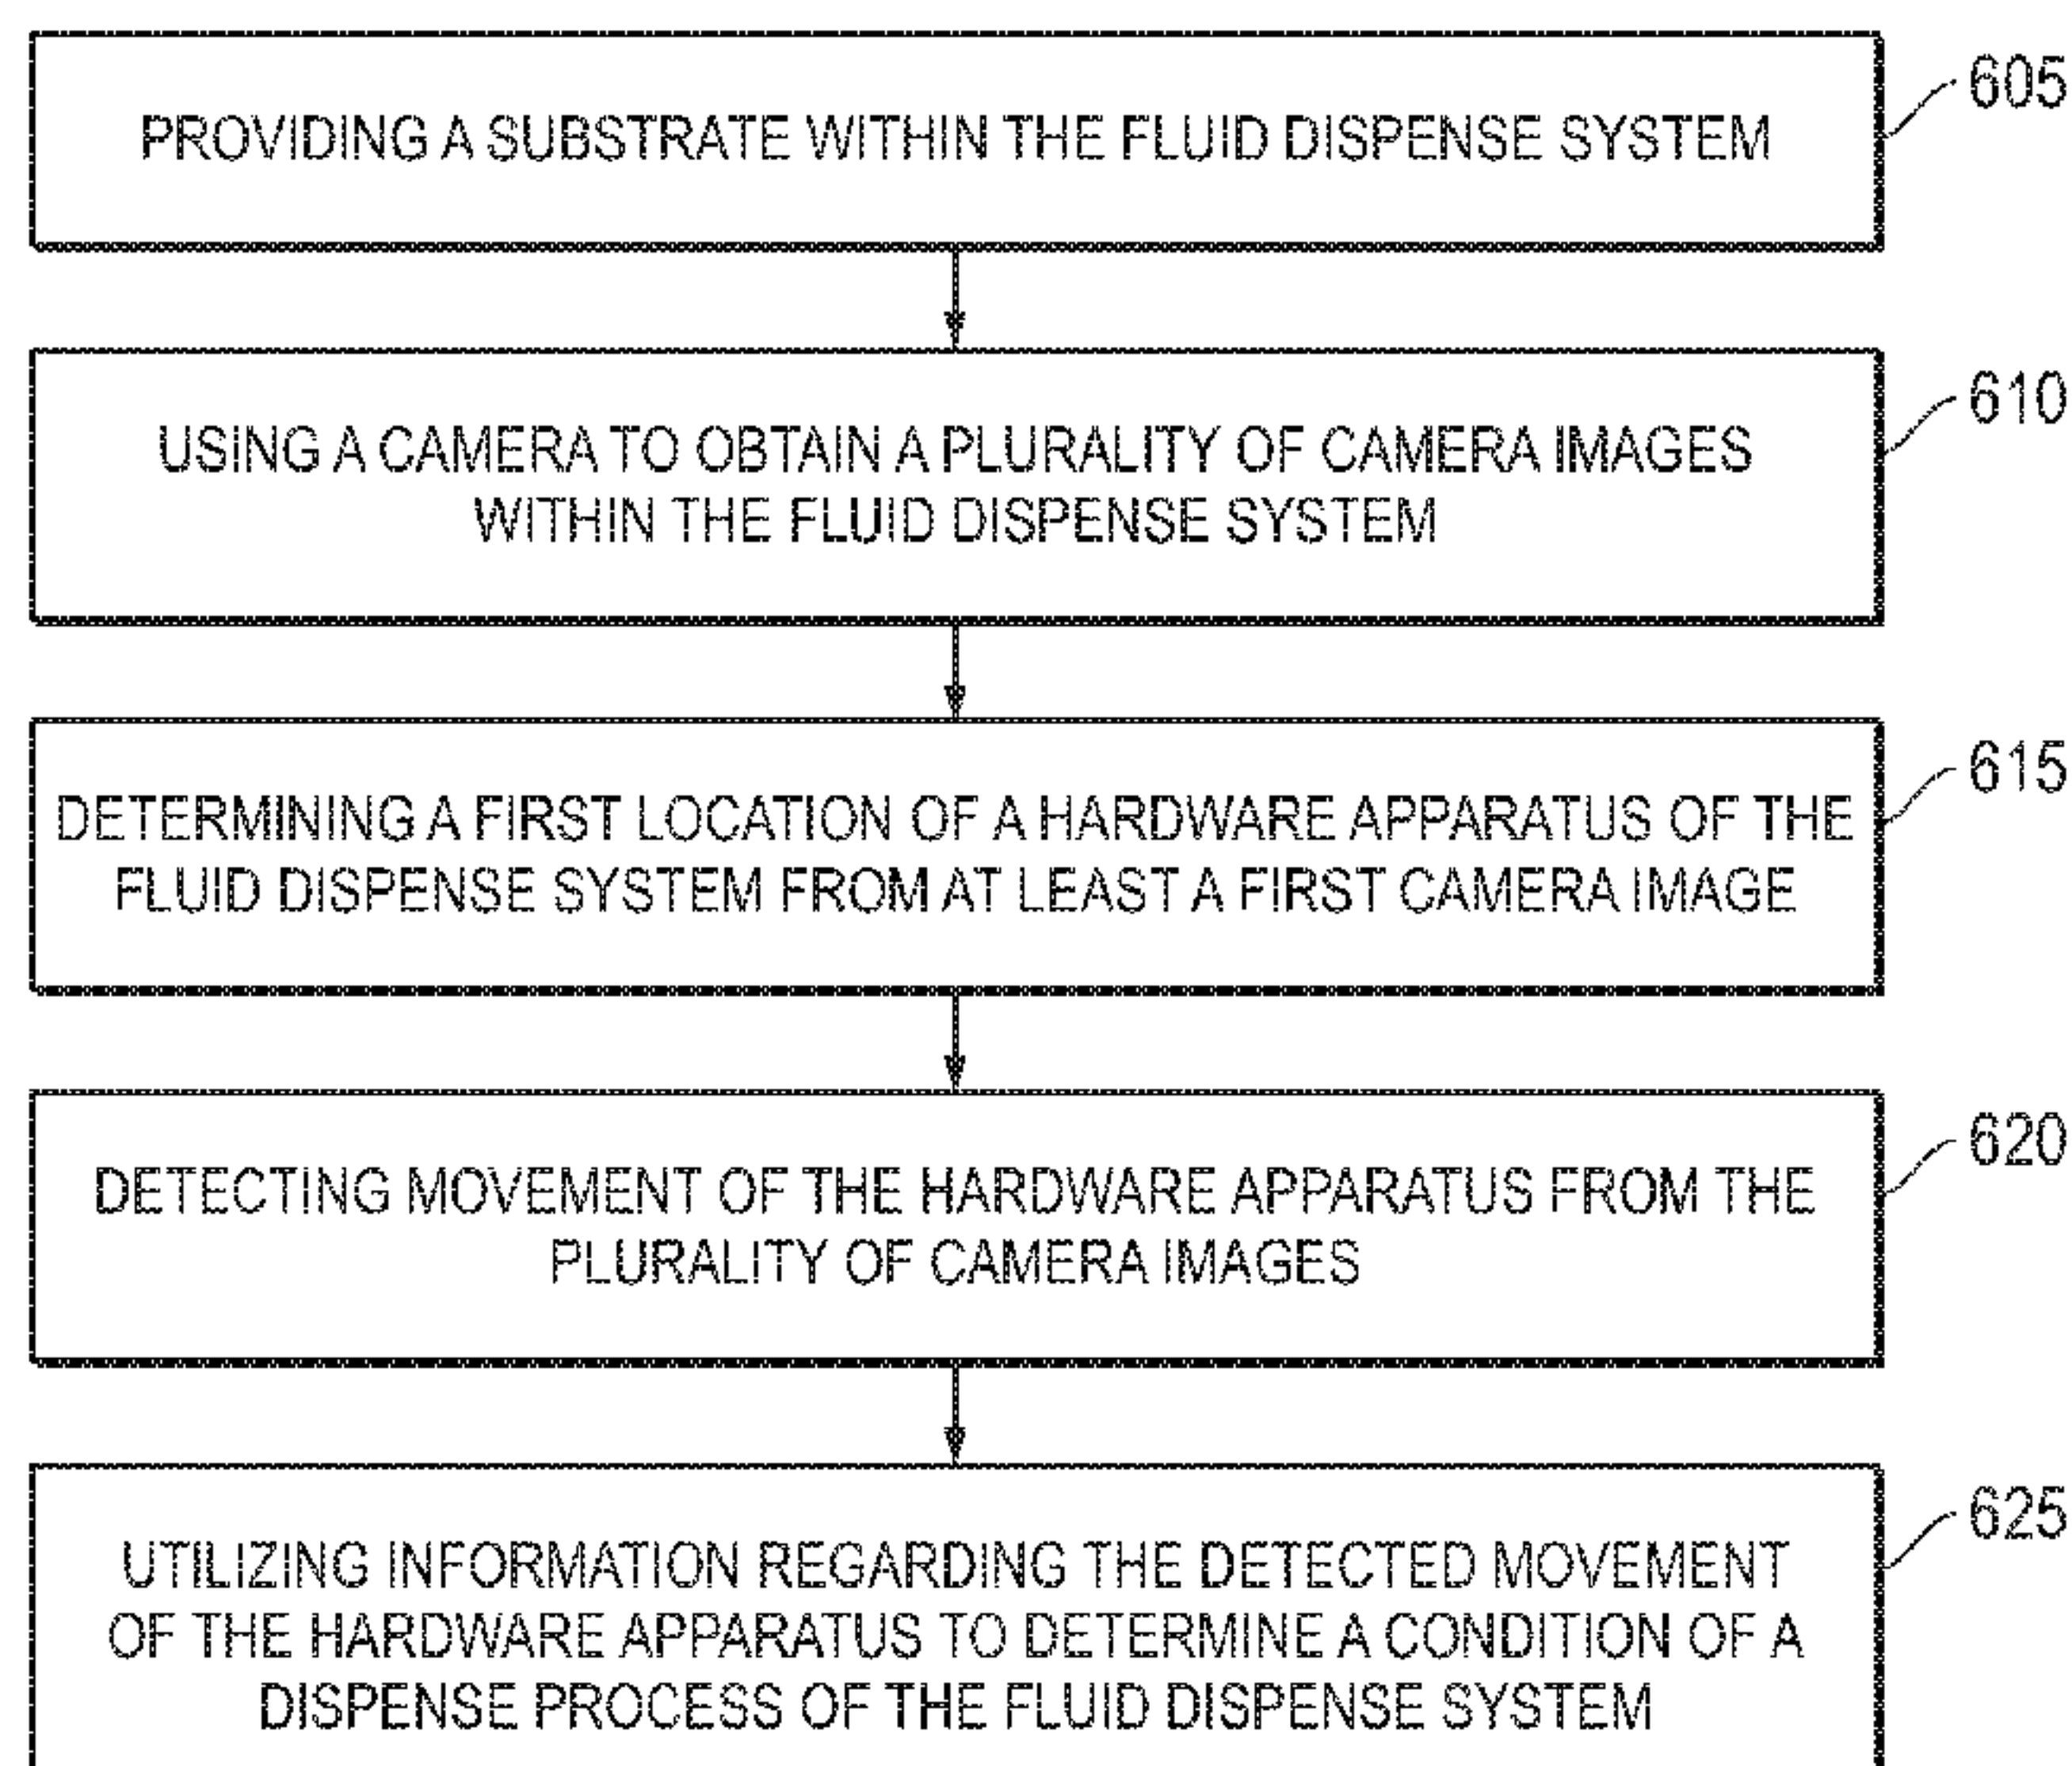 PROVIDING A SUBSTRATE WITHIN THE FLUID DISPENSE SYSTEM
605
USING A CAMERA TO OBTAIN A PLURALITY OF CAMERA IMAGES
WITHIN THE FLUID DISPENSE SYSTEM
610
DETERMINING A FIRST LOCATION OF A HARDWARE APPARATUS OF THE
FLUID DISPENSE SYSTEM FROM AT LEAST A FIRST CAMERA IMAGE
615
DETECTING MOVEMENT OF THE HARDWARE APPARATUS FROM THE
PLURALITY OF CAMERA IMAGES
620
UTILIZING INFORMATION REGARDING THE DETECTED MOVEMENT
OF THE HARDWARE APPARATUS TO DETERMINE A CONDITION OF A
DISPENSE PROCESS OF THE FLUID DISPENSE SYSTEM
625